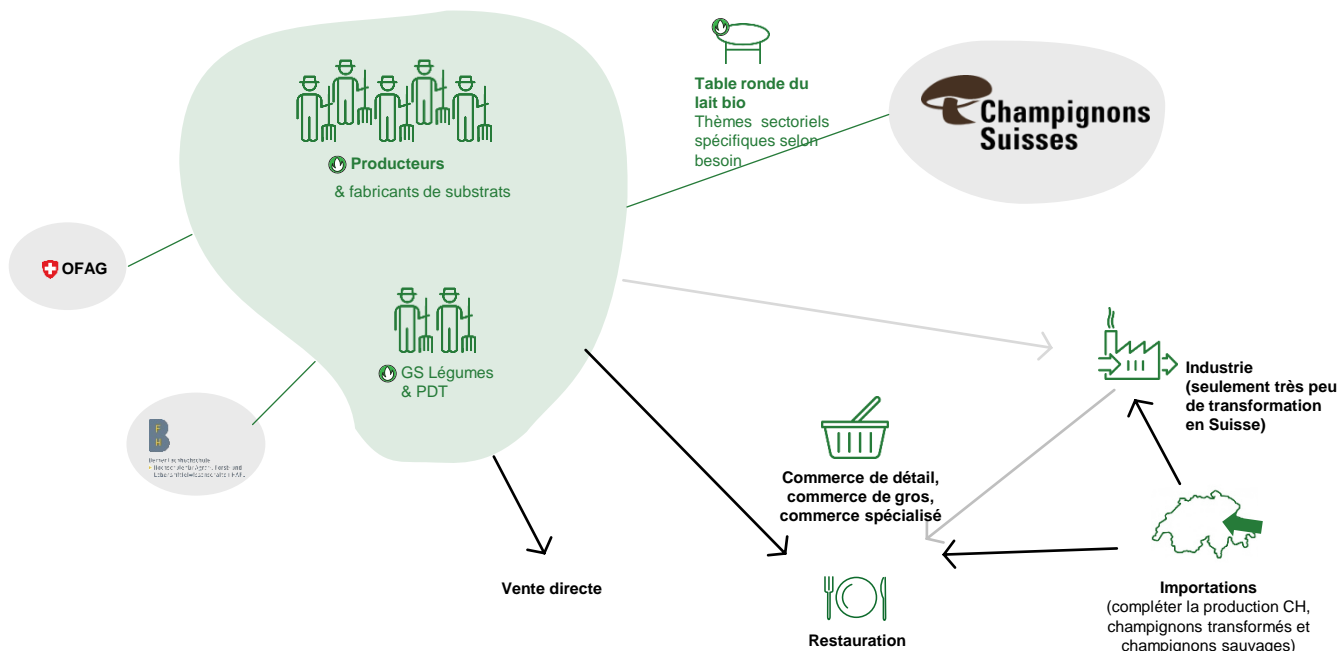 Table ronde du
lait bio
Thèmes sectoriels
spécifiques selon
besoin
Champignons
Suisses
Producteurs
& fabricants de substrats
OFAG
GS Légumes
& PDT
B
F
H
Industrie
(seulement très peu
de transformation
en Suisse)
Commerce de détail,
commerce de gros,
commerce spécialisé
Vente directe
Restauration
Importations
(compléter la production CH,
champignons transformés et
champignons sauvages)